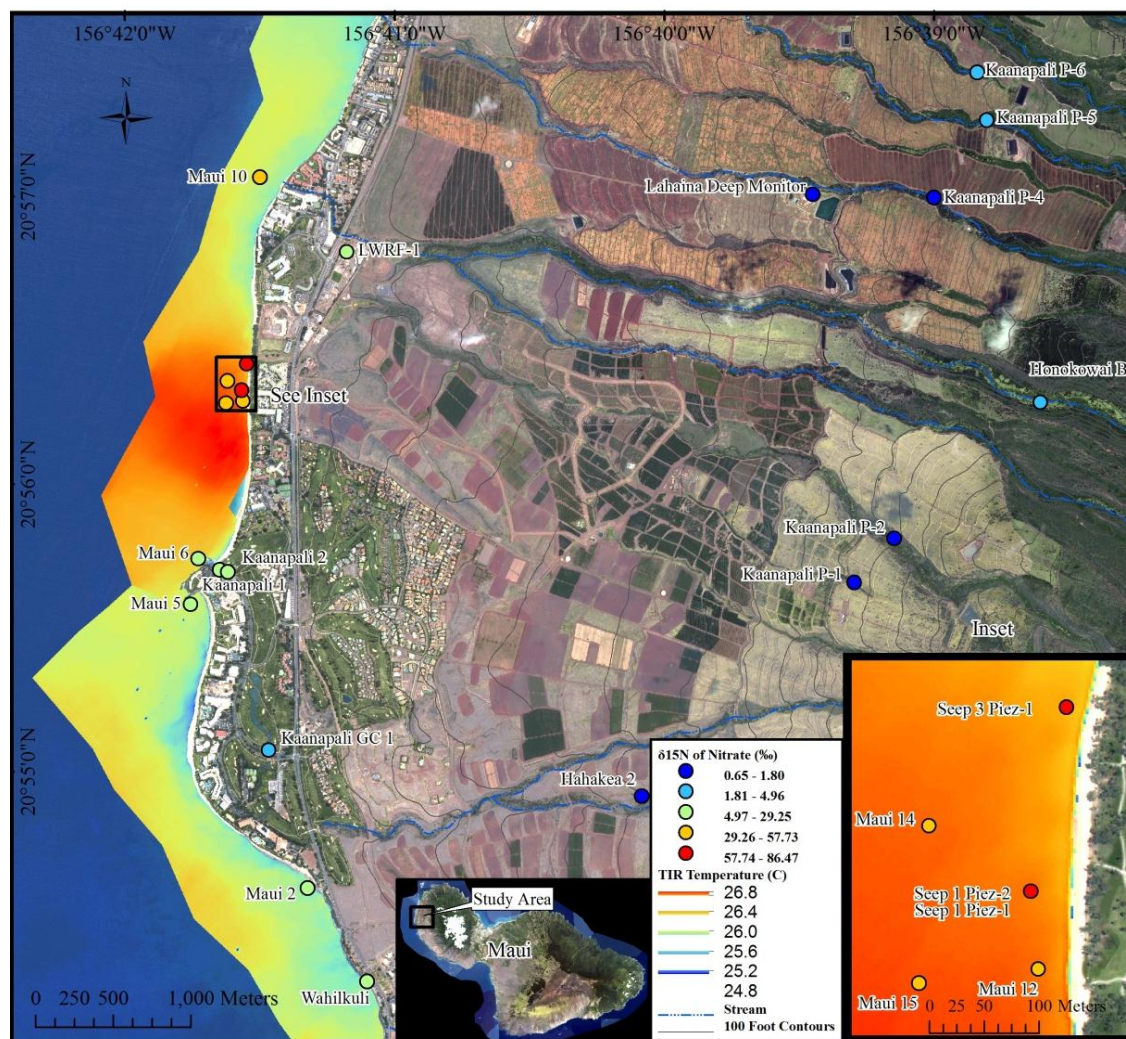 156°42'0"W
156°41'0"W
156°40'0"W
156°39'0"W
N
Kaanapali P-6
Kaanapali P-5
Maui 10
20°57'0"N
Lahaina Deep Monitor
Kaanapali P-4
LWRF-1
Honokowai B
See Inset
20°56'0"N
Kaanapali P-2
Maui 6
Kaanapali 2
Kaanapali 1
Kaanapali P-1
Maui 5
Inset
Kaanapali GC 1
20°55'0"N
Hahakea 2
Maui 2
Wahilkuli
0 250 500 1,000 Meters
Study Area
Maui
δ15N of Nitrate (‰)
0.65 - 1.80
1.81 - 4.96
4.97 - 29.25
29.26 - 57.73
57.74 - 86.47
TIR Temperature (C)
26.8
26.4
26.0
25.6
25.2
24.8
Stream
100 Foot Contours
Seep 3 Piez-1
Maui 14
Seep 1 Piez-2
Seep 1 Piez-1
Maui 12
Maui 15
0 25 50 100 Meters